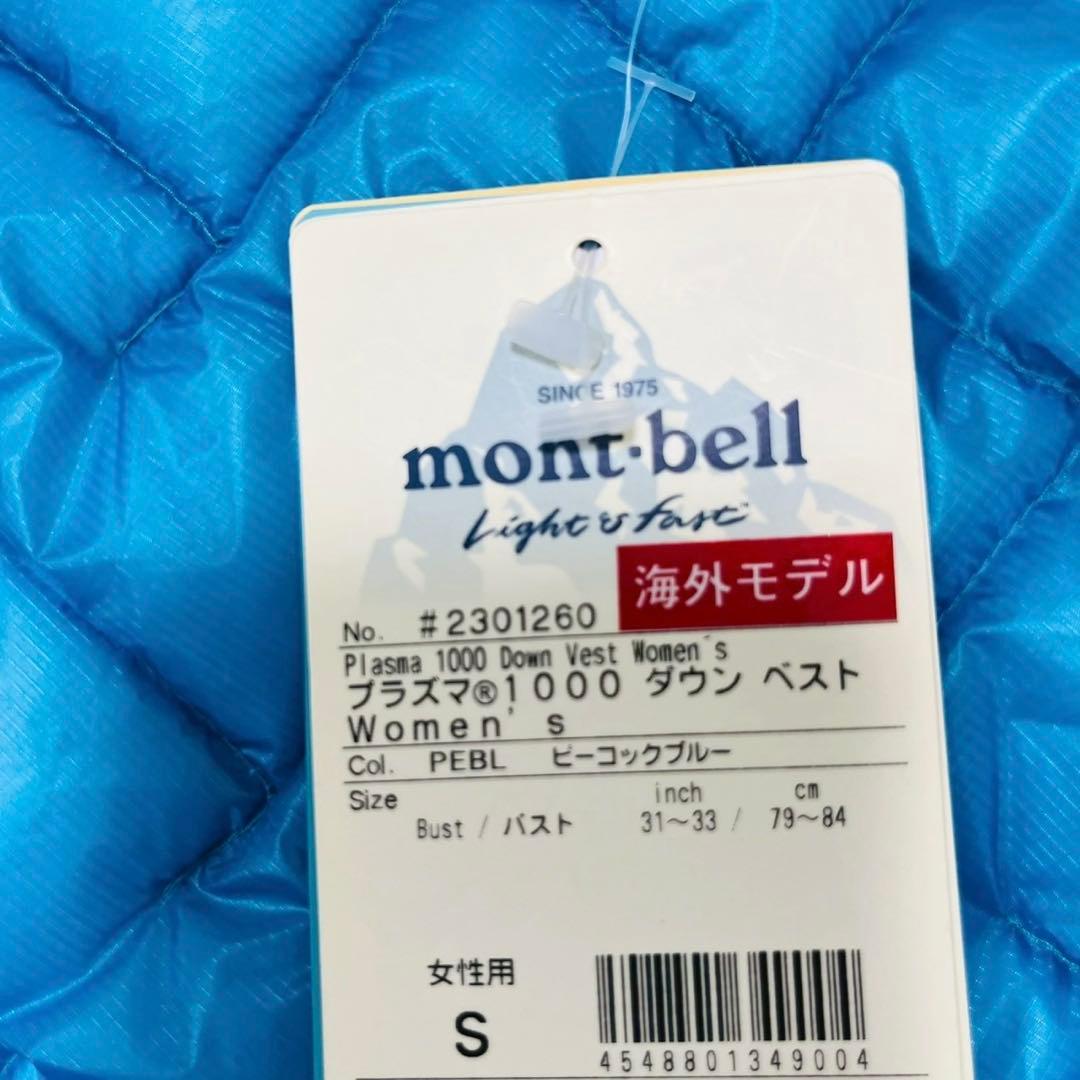 SINCE 1975
mont·bell
Light & Fast™
海外モデル
No. #2301260
Plasma 1000 Down Vest Women's
プラズマ®1000 ダウン ベスト
Women's
Col. PEBL ピーコックブルー
Size inch cm
Bust / バスト 31～33 / 79～84
女性用
S
4548801349004